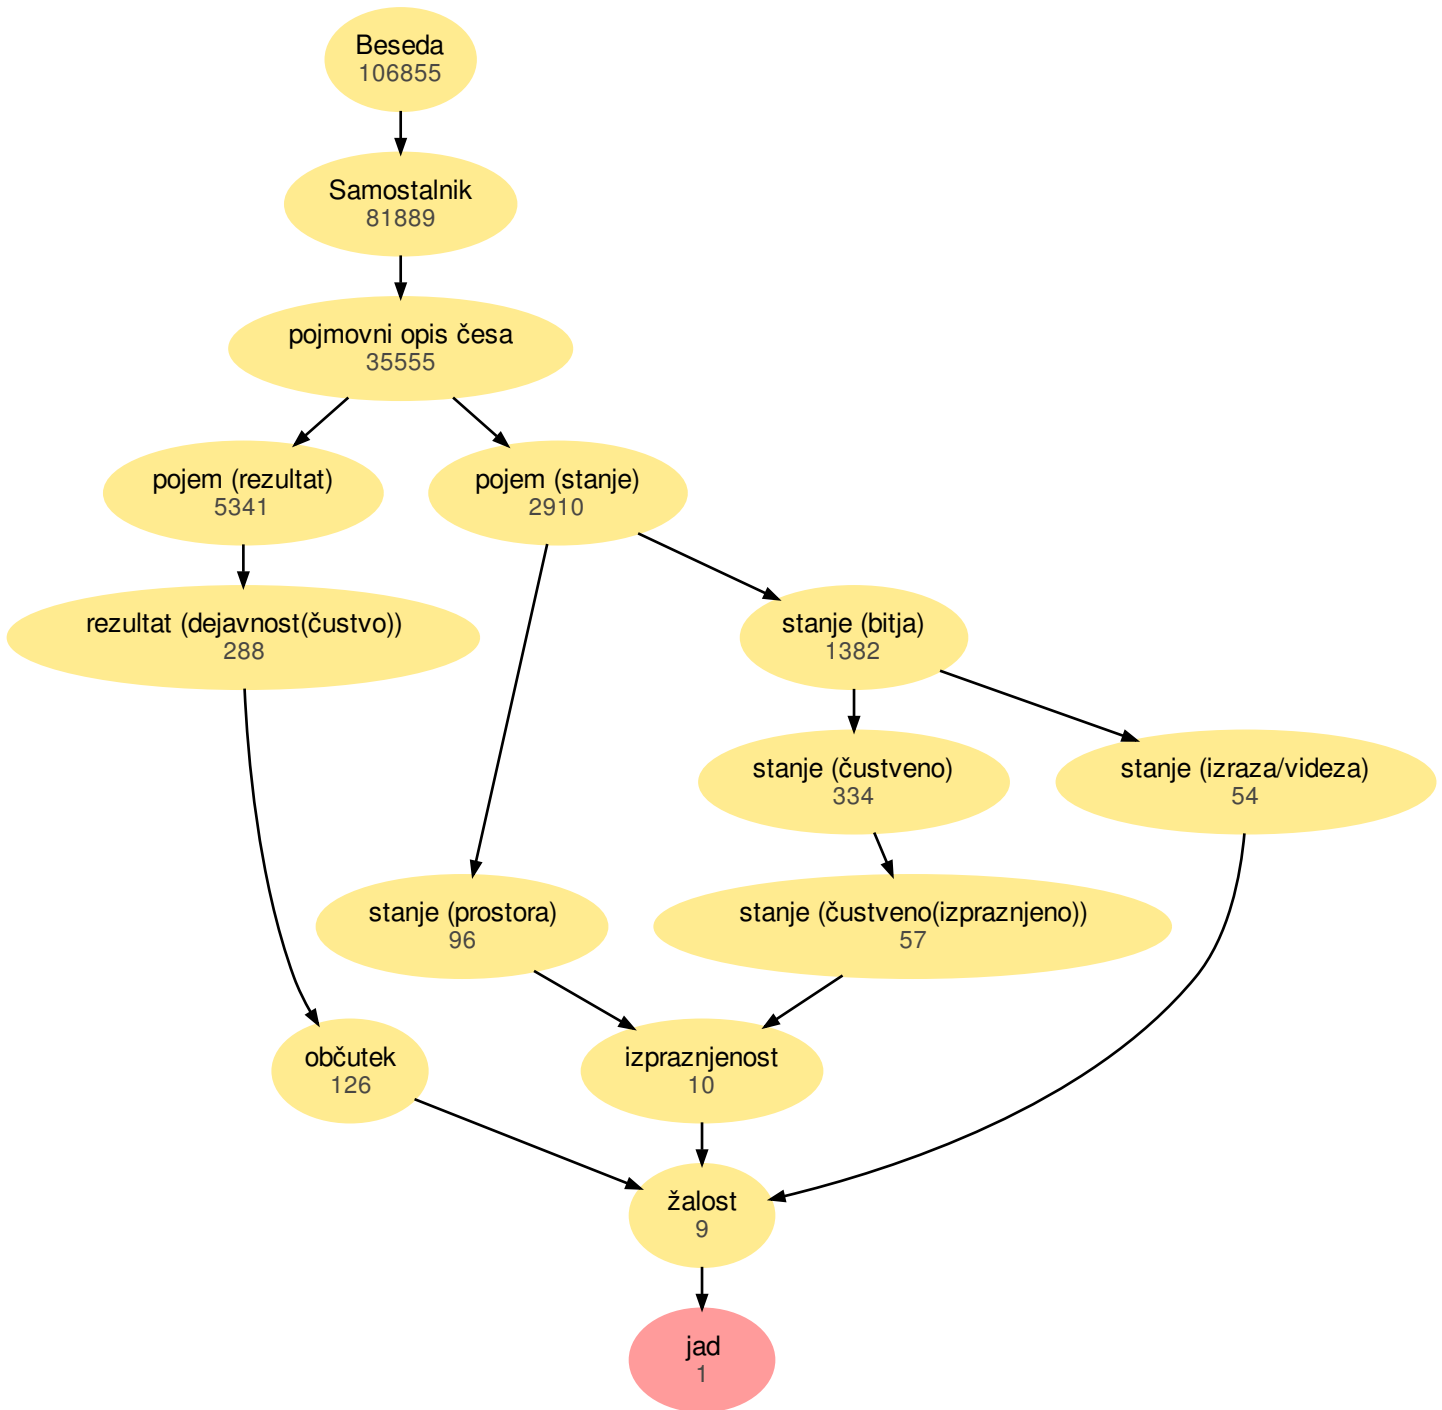 Beseda
106855
Samostalnik
81889
pojmovni opis česa
35555
pojem (rezultat)
5341
pojem (stanje)
2910
rezultat (dejavnost(čustvo))
288
stanje (bitja)
1382
stanje (čustveno)
334
stanje (izraza/videza)
54
stanje (prostora)
96
stanje (čustveno(izpraznjeno))
57
občutek
126
izpraznjenost
10
žalost
9
jad
1